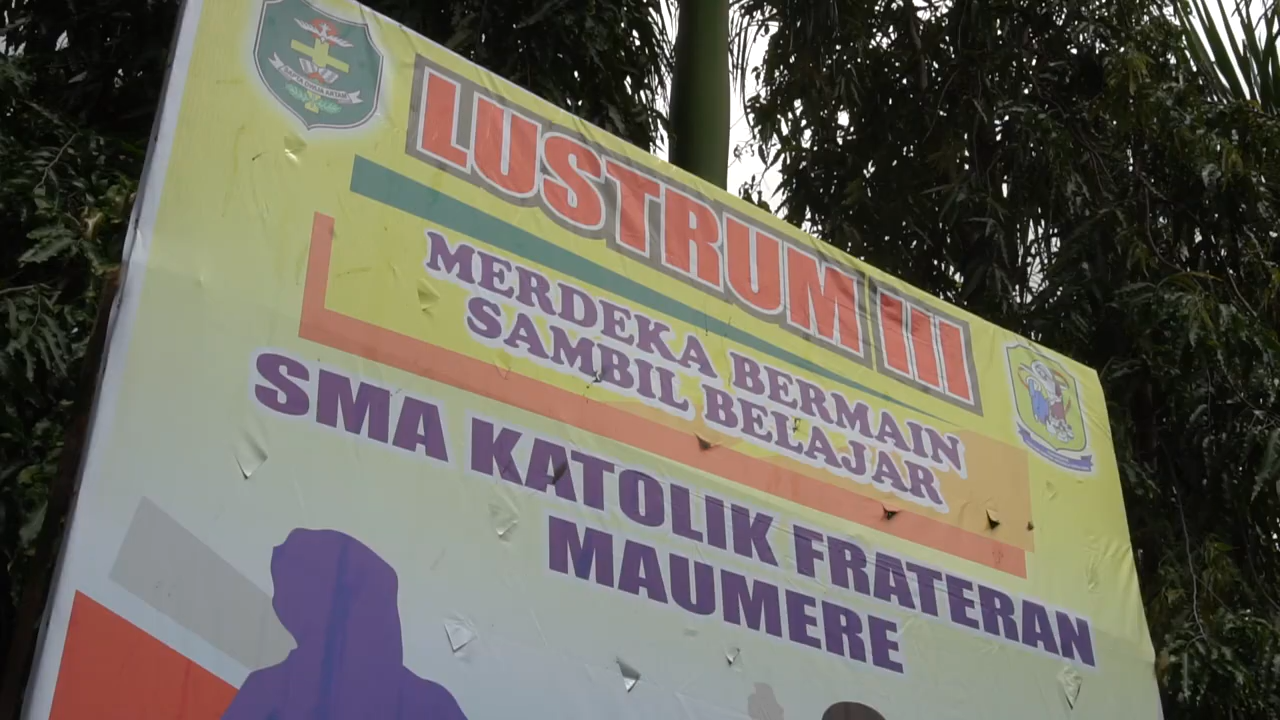 LUSTRUM III
MERDEKA BERMAIN
SAMBIL BELAJAR
SMA KATOLIK FRATERAN
MAUMERE